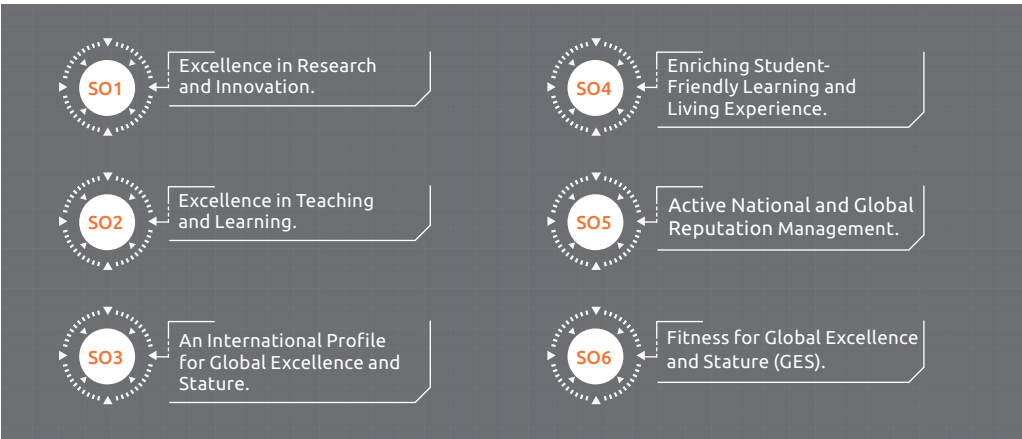 SO1
Excellence in Research
and Innovation.
SO2
Excellence in Teaching
and Learning.
SO3
An International Profile
for Global Excellence and
Stature.
SO4
Enriching Student-
Friendly Learning and
Living Experience.
SO5
Active National and Global
Reputation Management.
SO6
Fitness for Global Excellence
and Stature (GES).